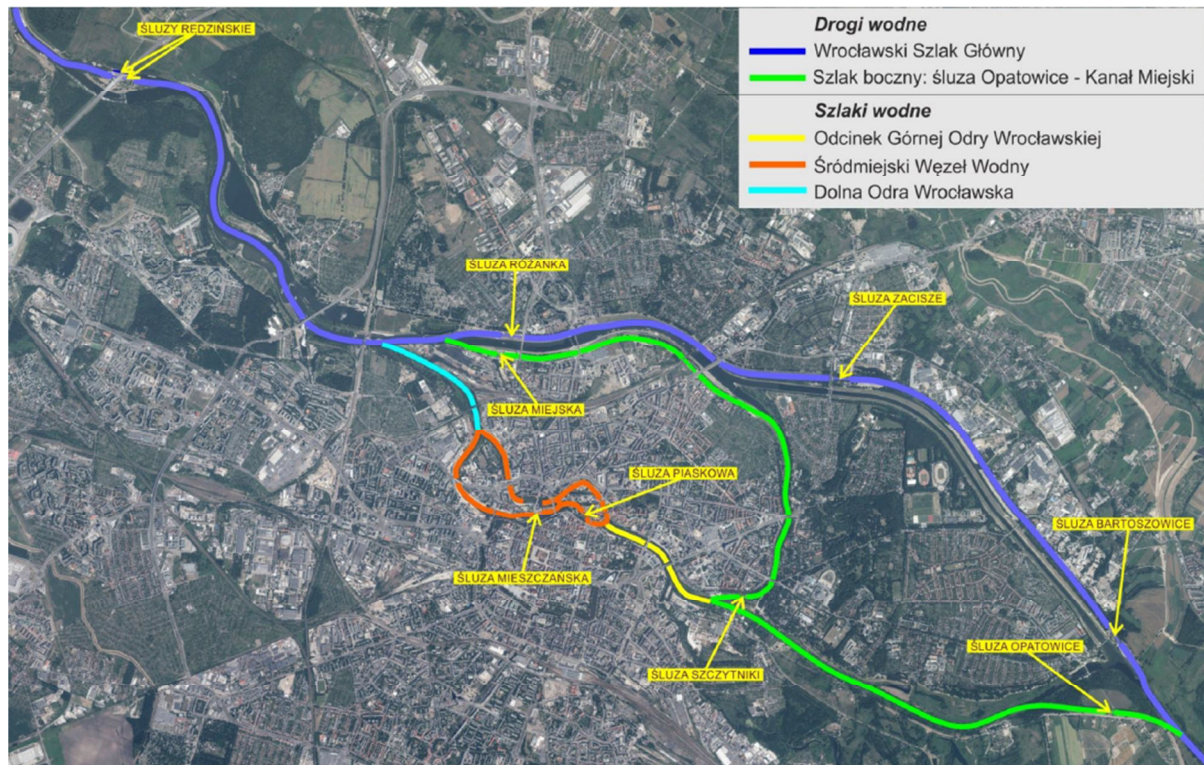 ŚLUZY RĘDZIŃSKIE
Drogi wodne
Wrocławski Szlak Główny
Szlak boczny: śluza Opatowice - Kanał Miejski
Szlaki wodne
Odcinek Górnej Odry Wrocławskiej
Śródmiejski Węzeł Wodny
Dolna Odra Wrocławska
ŚLUZA RÓŻANKA
ŚLUZA ZACISZE
ŚLUZA MIEJSKA
ŚLUZA PIASKOWA
ŚLUZA BARTOSZOWICE
ŚLUZA MIESZCZAŃSKA
ŚLUZA OPATOWICE
ŚLUZA SZCZYTNIKI